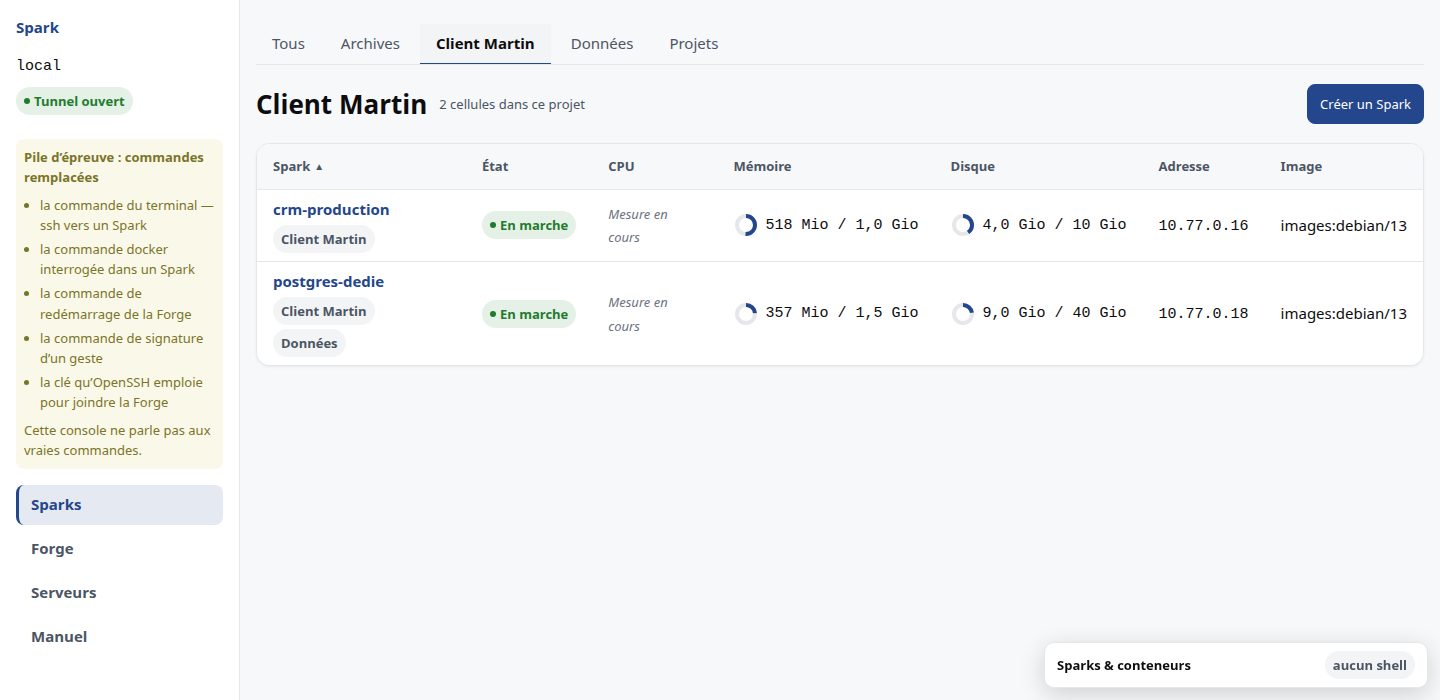 Spark
local
Tunnel ouvert
Pile d'épreuve : commandes
remplacées
la commande du terminal —
ssh vers un Spark
la commande docker
interrogée dans un Spark
la commande de
redémarrage de la Forge
la commande de signature
d'un geste
la clé qu'OpenSSH emploie
pour joindre la Forge
Cette console ne parle pas aux
vraies commandes.
Sparks
Forge
Serveurs
Manuel
Tous Archives Client Martin Données Projets
Client Martin 2 cellules dans ce projet Créer un Spark
Spark ▲ État CPU Mémoire Disque Adresse Image
crm-production
Client Martin
En marche
Mesure en
cours
518 Mio / 1,0 Gio 4,0 Gio / 10 Gio 10.77.0.16 images:debian/13
postgres-dedie
Client Martin
Données
En marche
Mesure en
cours
357 Mio / 1,5 Gio 9,0 Gio / 40 Gio 10.77.0.18 images:debian/13
Sparks & conteneurs aucun shell